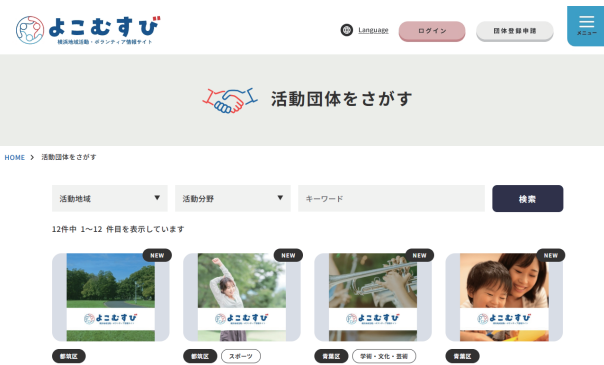 よこむすび
横浜地域活動・ボランティア情報サイト
Language
ログイン
団体登録申請
メニュー
活動団体をさがす
HOME > 活動団体をさがす
活動地域
活動分野
キーワード
検索
12件中 1〜12 件目を表示しています
NEW
NEW
NEW
NEW
よこむすび
よこむすび
よこむすび
よこむすび
都筑区
都筑区 スポーツ
青葉区 学術・文化・芸術
青葉区